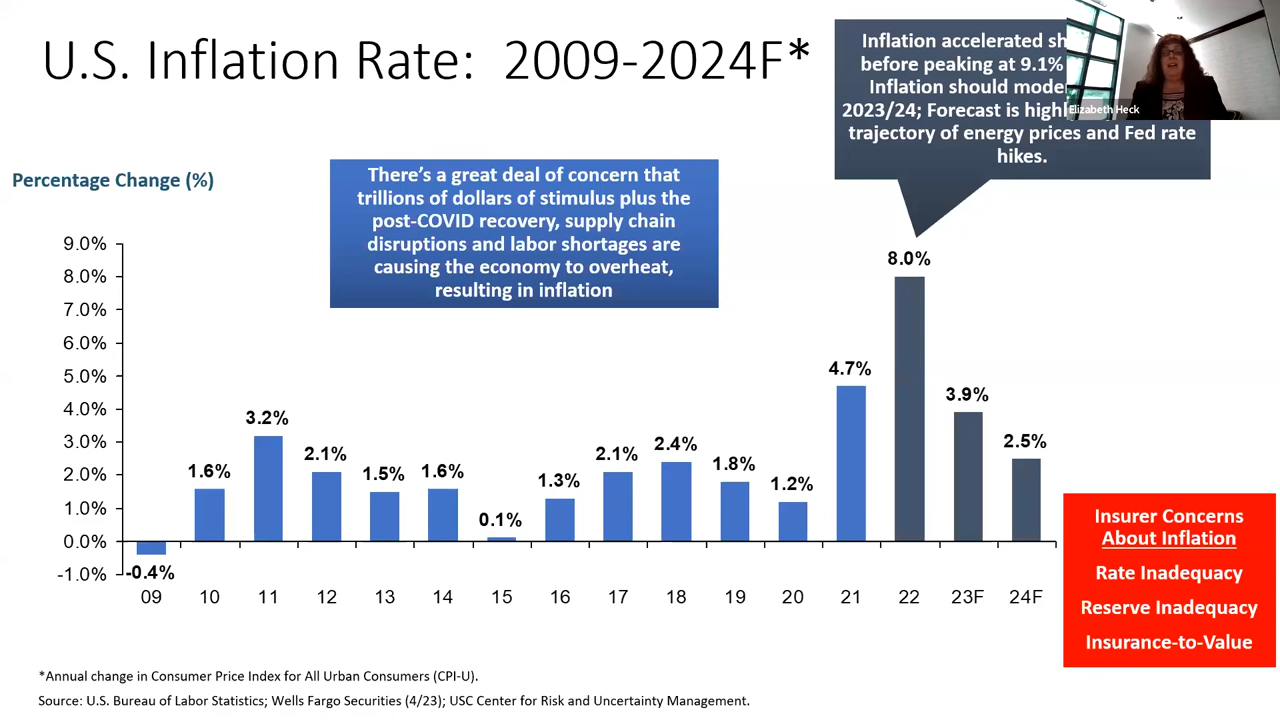 U.S. Inflation Rate: 2009-2024F*
Inflation accelerated
before peaking at 9.1%
Inflation should
2023/24; Forecast is
trajectory of energy prices and Fed rate
hikes.
Elizabeth Heck
Percentage Change (%)
There's a great deal of concern that
trillions of dollars of stimulus plus the
post-COVID recovery, supply chain
disruptions and labor shortages are
causing the economy to overheat,
resulting in inflation
9.0%
8.0%
7.0%
6.0%
5.0%
4.0%
3.0%
2.0%
1.0%
0.0%
-1.0%
-0.4%
1.6%
3.2%
2.1%
1.5%
1.6%
0.1%
1.3%
2.1%
2.4%
1.8%
1.2%
4.7%
8.0%
3.9%
2.5%
09 10 11 12 13 14 15 16 17 18 19 20 21 22 23F 24F
Insurer Concerns
About Inflation
Rate Inadequacy
Reserve Inadequacy
Insurance-to-Value
*Annual change in Consumer Price Index for All Urban Consumers (CPI-U).
Source: U.S. Bureau of Labor Statistics; Wells Fargo Securities (4/23); USC Center for Risk and Uncertainty Management.